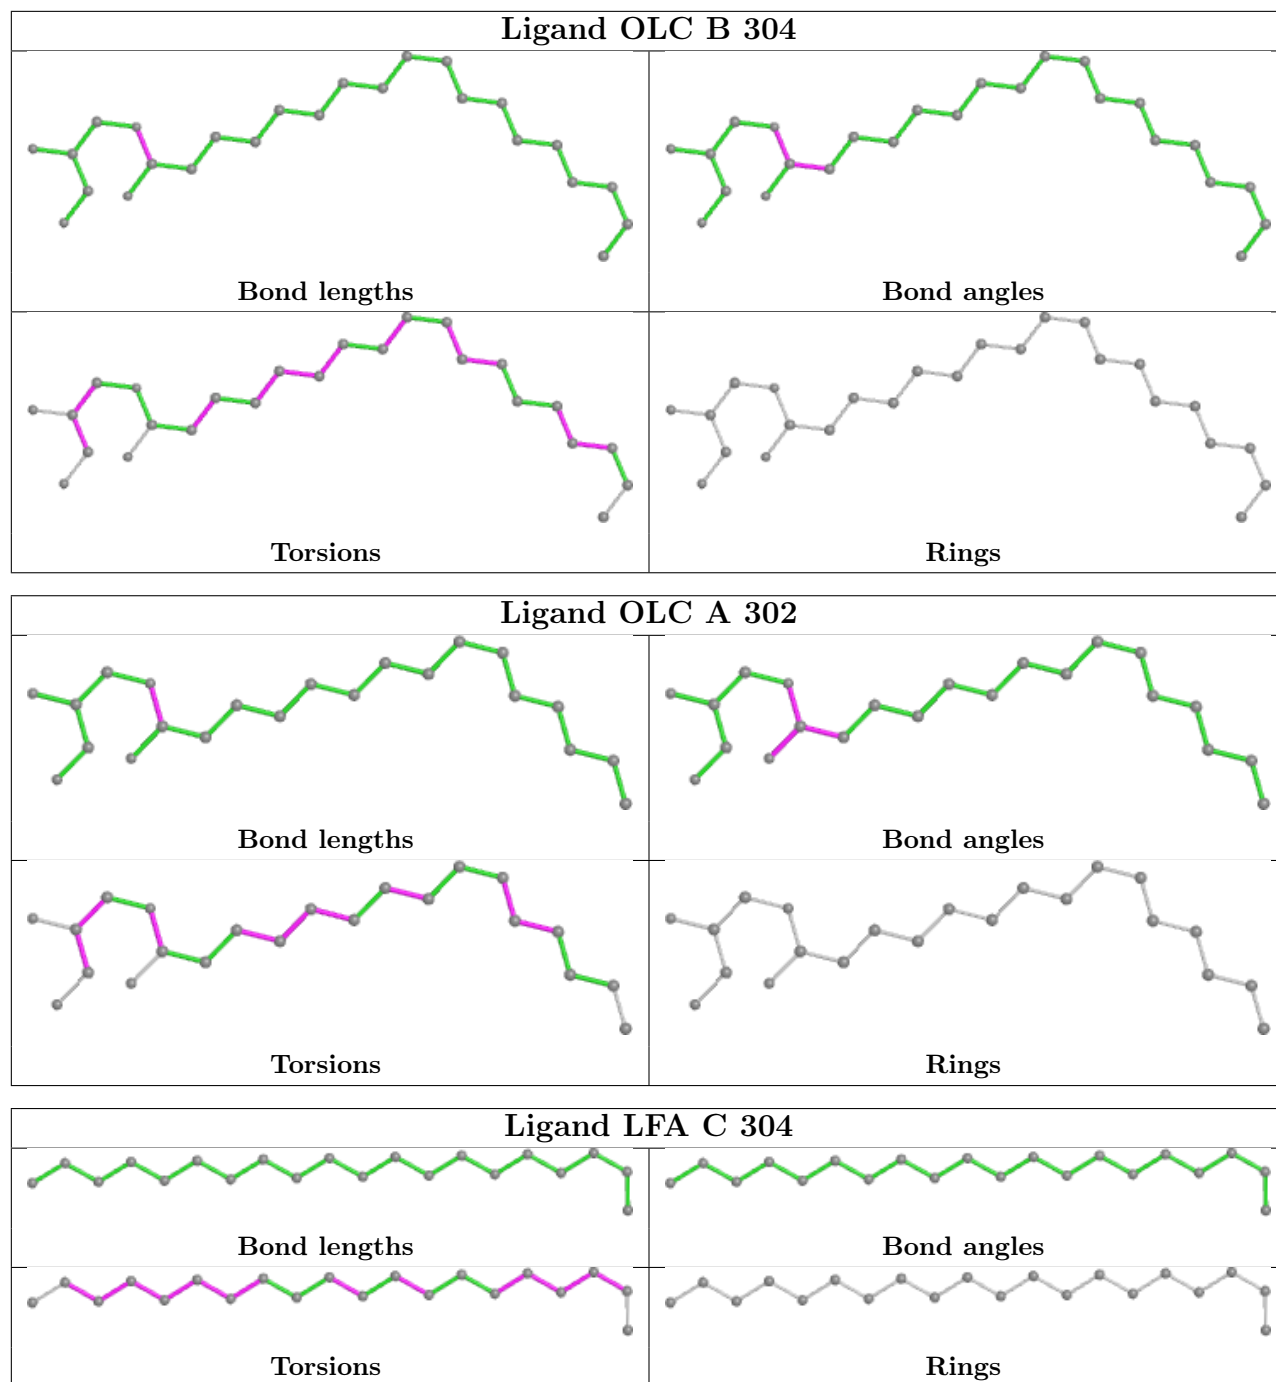 Ligand OLC B 304
Bond lengths
Bond angles
Torsions
Rings
Ligand OLC A 302
Bond lengths
Bond angles
Torsions
Rings
Ligand LFA C 304
Bond lengths
Bond angles
Torsions
Rings